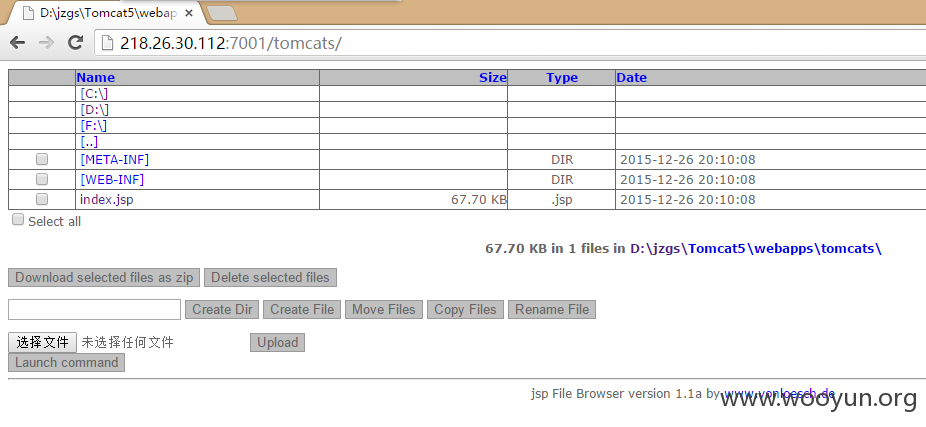 D:\jzgs\Tomcat5\webapp
218.26.30.112:7001/tomcats/
Name Size Type Date
[C:\]
[D:\]
[F:\]
[..]
[META-INF] DIR 2015-12-26 20:10:08
[WEB-INF] DIR 2015-12-26 20:10:08
index.jsp 67.70 KB .jsp 2015-12-26 20:10:08
Select all
67.70 KB in 1 files in D:\jzgs\Tomcat5\webapps\tomcats\
Download selected files as zip Delete selected files
Create Dir Create File Move Files Copy Files Rename File
选择文件 未选择任何文件 Upload
Launch command
jsp File Browser version 1.1a by www.vonloesch.de
www.wooyun.org